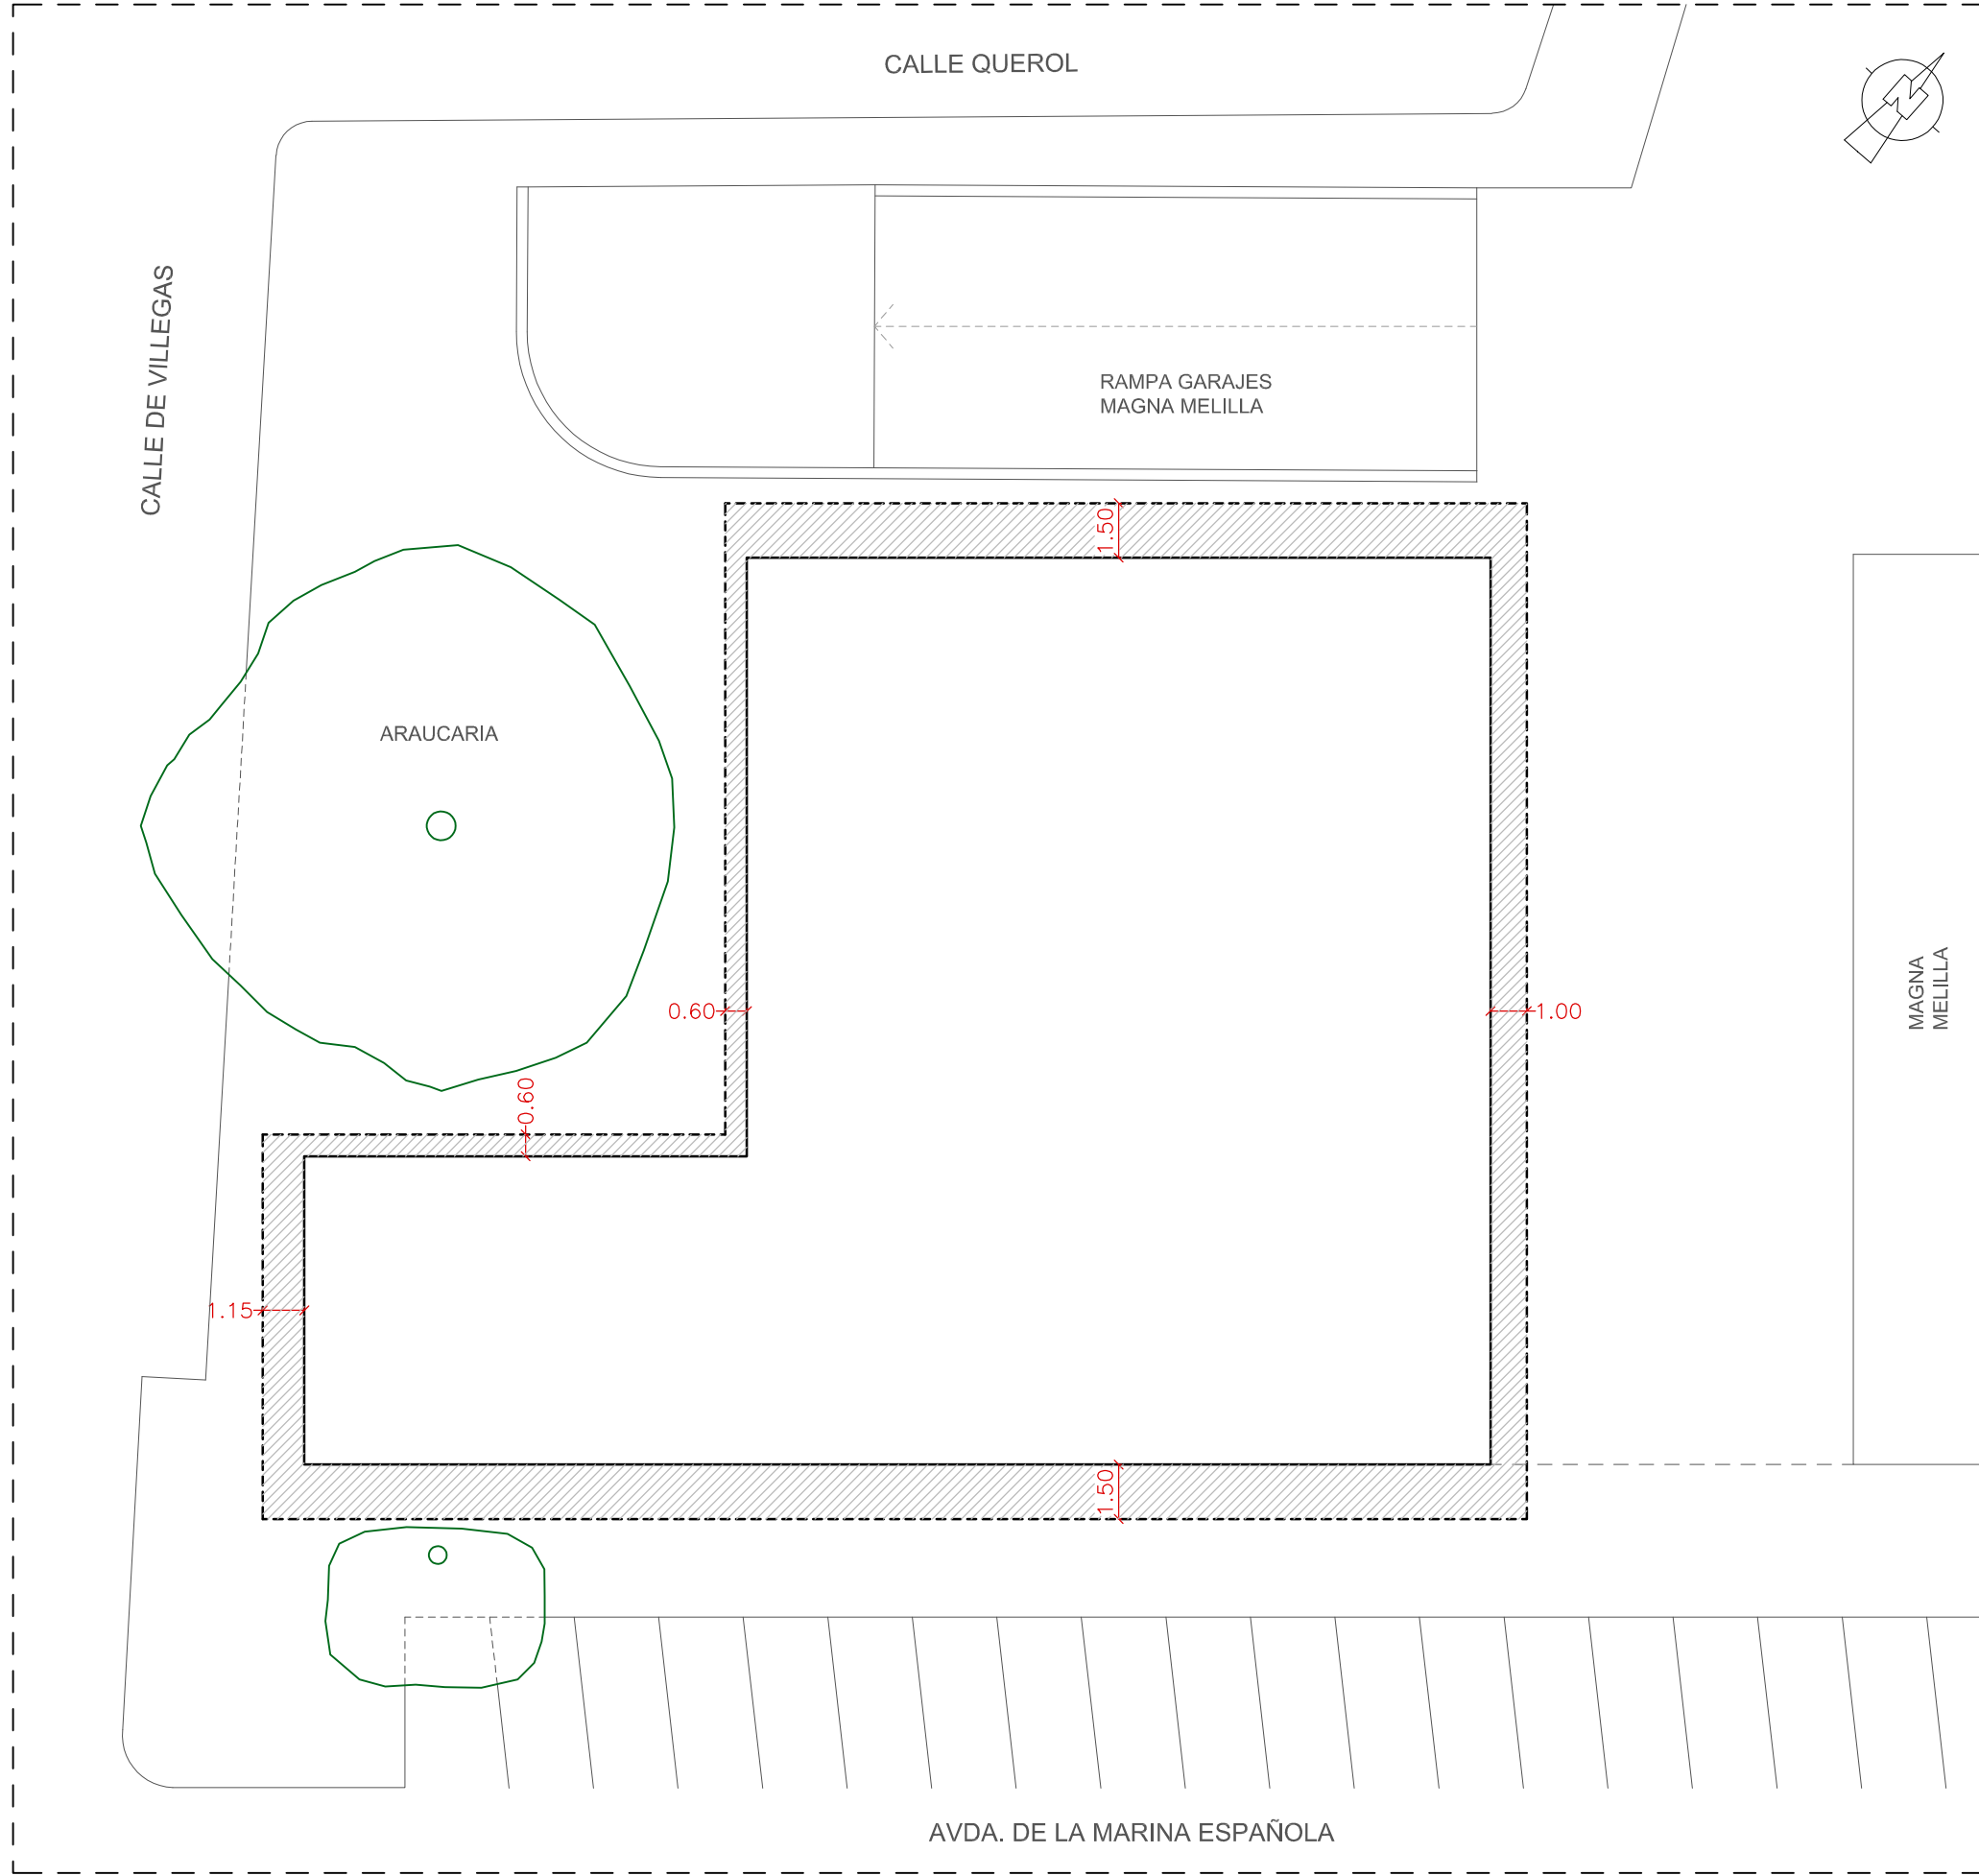 CALLE QUEROL
N
CALLE DE VILLEGAS
RAMPA GARAJES
MAGNA MELILLA
1.50
ARAUCARIA
0.60
1.00
MAGNA
MELILLA
0.60
1.15
1.50
AVDA. DE LA MARINA ESPAÑOLA